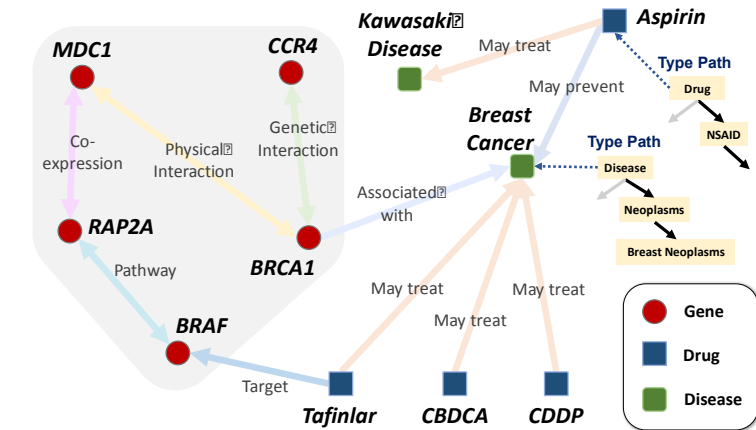 Kawasaki
Disease
Aspirin
MDC1
CCR4
May treat
Type Path
May prevent
Drug
Breast
Cancer
NSAID
Co-
expression
Physical
Interaction
Genetic
Interaction
Type Path
Disease
Associated
with
Neoplasms
RAP2A
BRCA1
Breast Neoplasms
Pathway
May treat
May treat
May treat
BRAF
Target
Gene
Drug
Disease
Tafinlar
CBDCA
CDDP